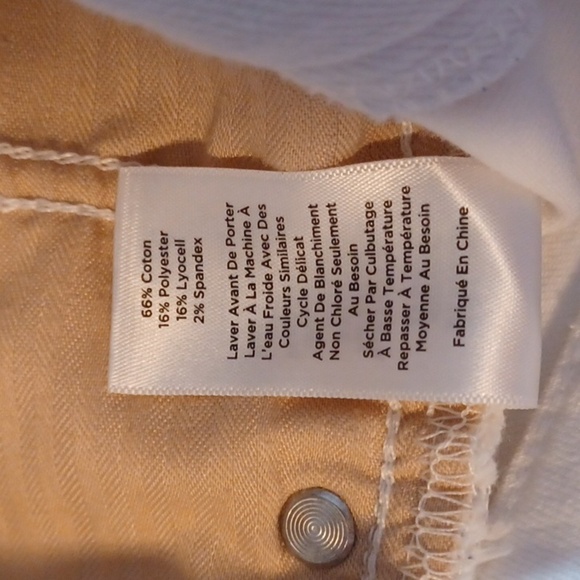 66% Coton
16% Polyester
16% Lyocell
2% Spandex
Laver Avant De Porter
Laver À La Machine À
L'eau Froide Avec Des
Couleurs Similaires
Cycle Délicat
Agent De Blanchiment
Non Chloré Seulement
Au Besoin
Sécher Par Culbutage
À Basse Température
Repasser À Température
Moyenne Au Besoin
Fabriqué En Chine